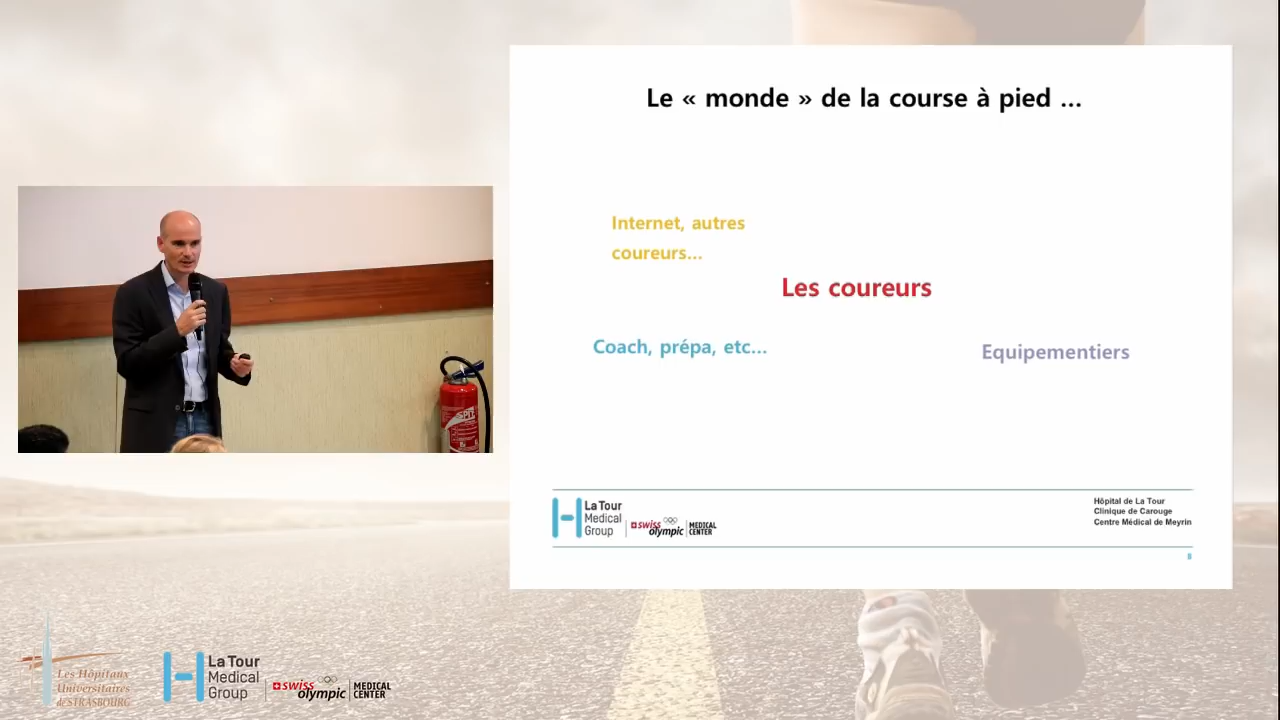 Le « monde » de la course à pied ...
Internet, autres
coureurs...
Les coureurs
Coach, prépa, etc...
Equipementiers
La Tour
Medical
Group
swiss
olympic
MEDICAL
CENTER
Hôpital de La Tour
Clinique de Carouge
Centre Médical de Meyrin
8
Les Hôpitaux
Universitaires
de STRASBOURG
La Tour
Medical
Group
swiss
olympic
MEDICAL
CENTER